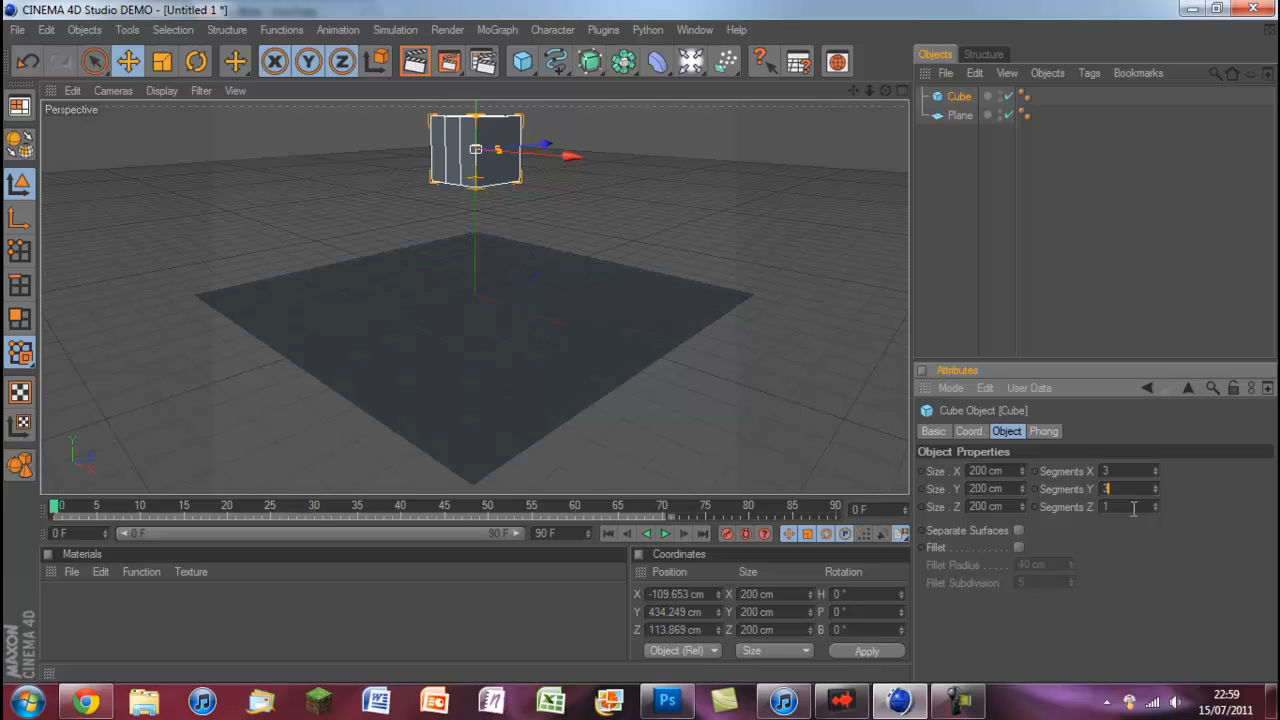 CINEMA 4D Studio DEMO - [Untitled 1 *]
File Edit Objects Tools Selection Structure Functions Animation Simulation Render MoGraph Character Plugins Python Window Help
Edit Cameras Display Filter View
Perspective
Objects Structure
File Edit View Objects Tags Bookmarks
Cube
Plane
Attributes
Mode Edit User Data
Cube Object [Cube]
Basic Coord Object Phong
Object Properties
Size . X 200 cm Segments X 3
Size . Y 200 cm Segments Y 3
Size . Z 200 cm Segments Z 1
Separate Surfaces
Fillet
Fillet Radius 40 cm
Fillet Subdivision 5
Y
Z
X
0 5 10 15 20 25 30 35 40 45 50 55 60 65 70 75 80 85 90 0 F
0 F 0 F 90 F 90 F
Materials
File Edit Function Texture
Coordinates
Position Size Rotation
X -109.653 cm X 200 cm H 0 °
Y 434.249 cm Y 200 cm P 0 °
Z 113.869 cm Z 200 cm B 0 °
Object (Rel) Size Apply
MAXON
CINEMA 4D
22:59
15/07/2011